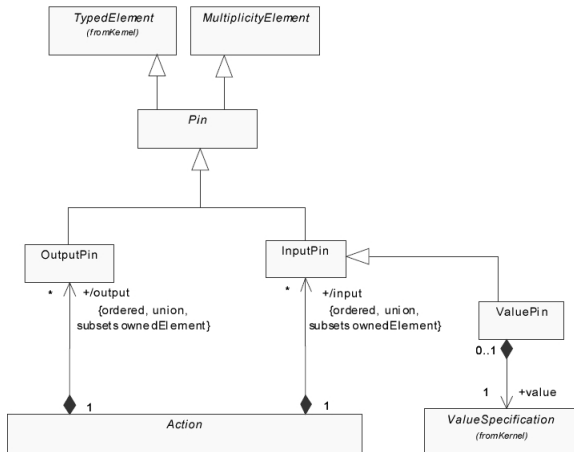 TypedElement
(fromKernel)
MultiplicityElement
Pin
OutputPin
InputPin
* +/output
{ordered, union,
subsets ownedElement}
* +/input
{ordered, union,
subsets ownedElement}
ValuePin
0..1
1
1
1 +value
Action
ValueSpecification
(fromKernel)